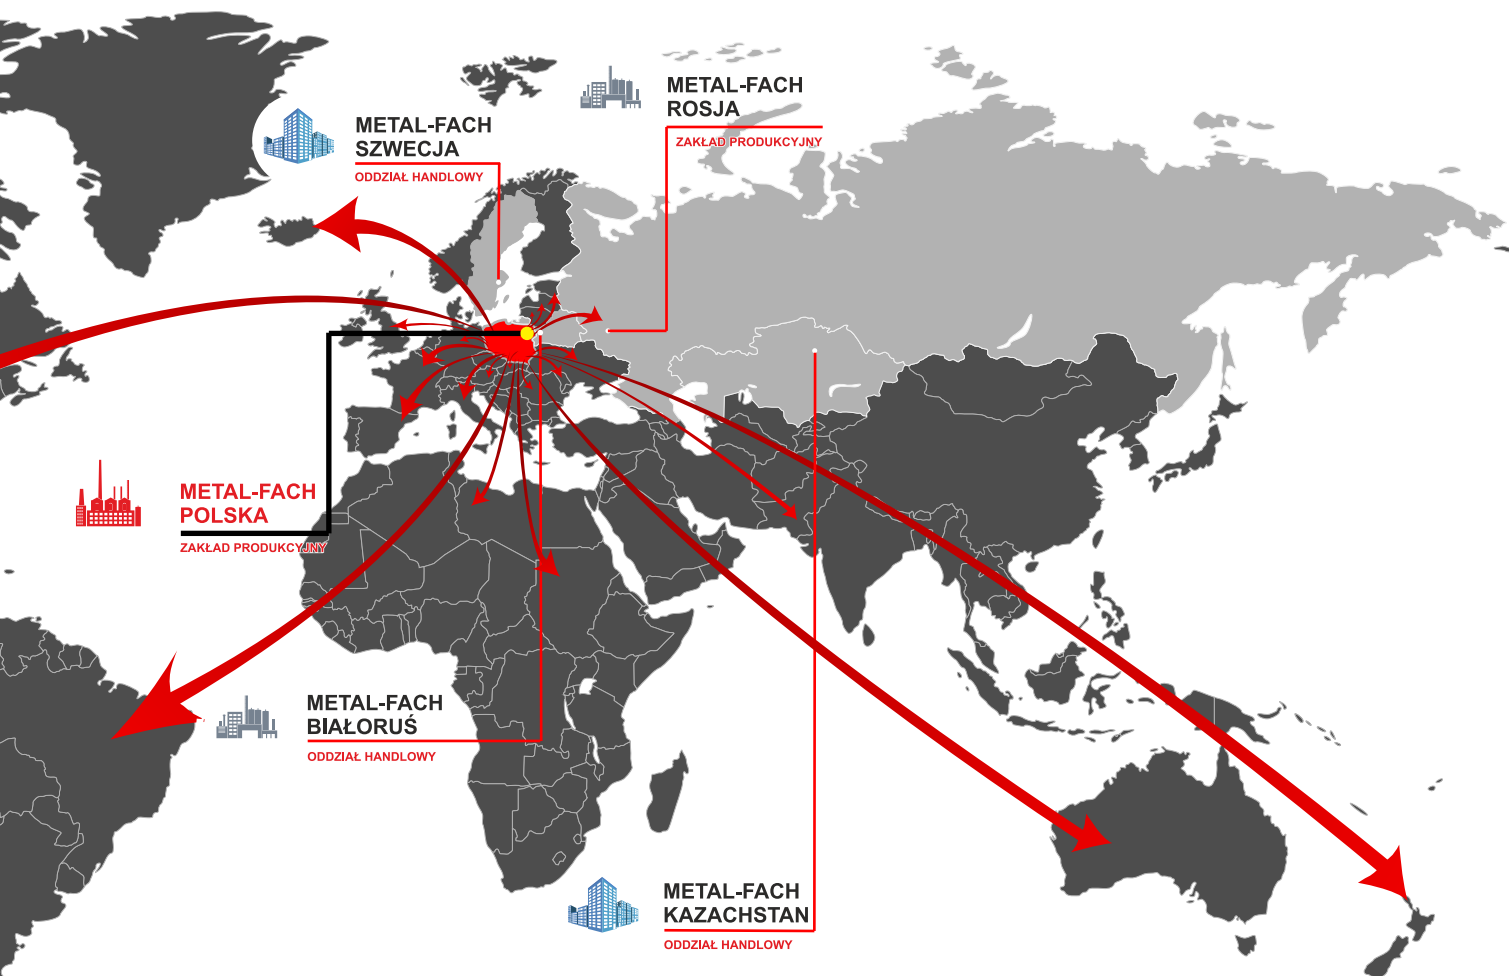 METAL-FACH
ROSJA
ZAKŁAD PRODUKCYJNY
METAL-FACH
SZWECJA
ODDZIAŁ HANDLOWY
METAL-FACH
POLSKA
ZAKŁAD PRODUKCYJNY
METAL-FACH
BIAŁORUŚ
ODDZIAŁ HANDLOWY
METAL-FACH
KAZACHSTAN
ODDZIAŁ HANDLOWY